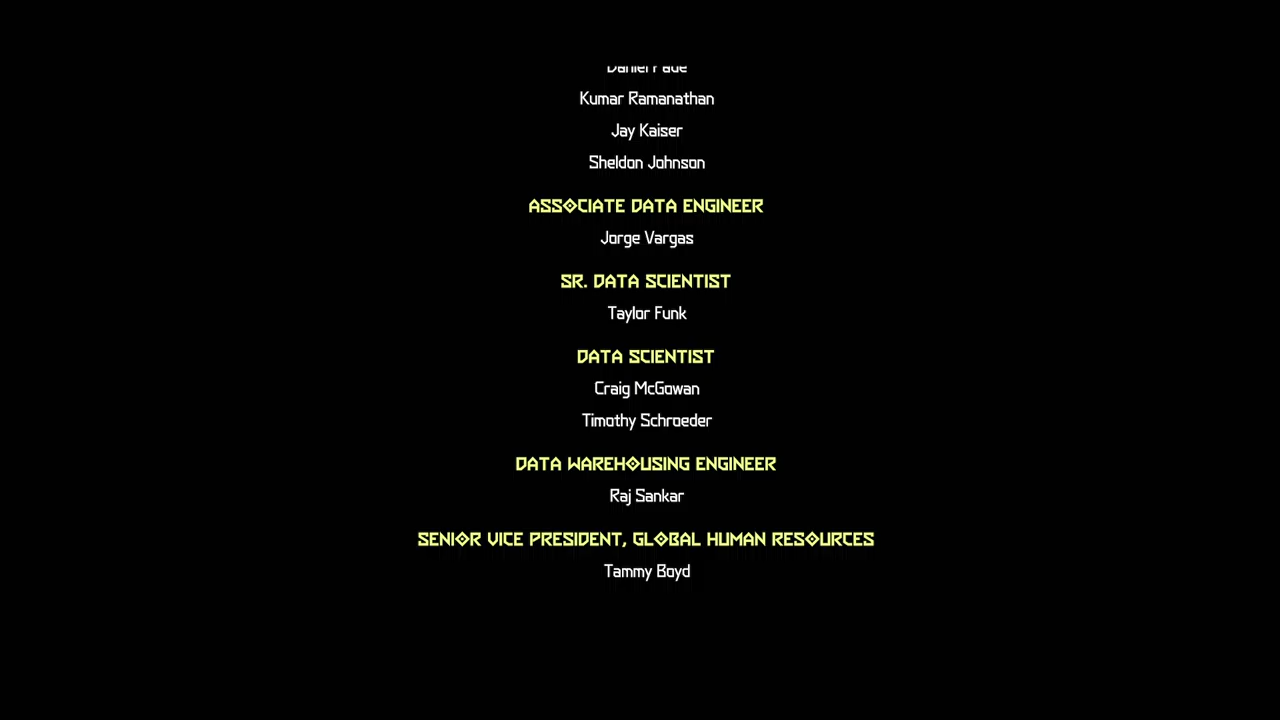 Kumar Ramanathan
Jay Kaiser
Sheldon Johnson
ASSOCIATE DATA ENGINEER
Jorge Vargas
SR. DATA SCIENTIST
Taylor Funk
DATA SCIENTIST
Craig McGowan
Timothy Schroeder
DATA WAREHOUSING ENGINEER
Raj Sankar
SENIOR VICE PRESIDENT, GLOBAL HUMAN RESOURCES
Tammy Boyd